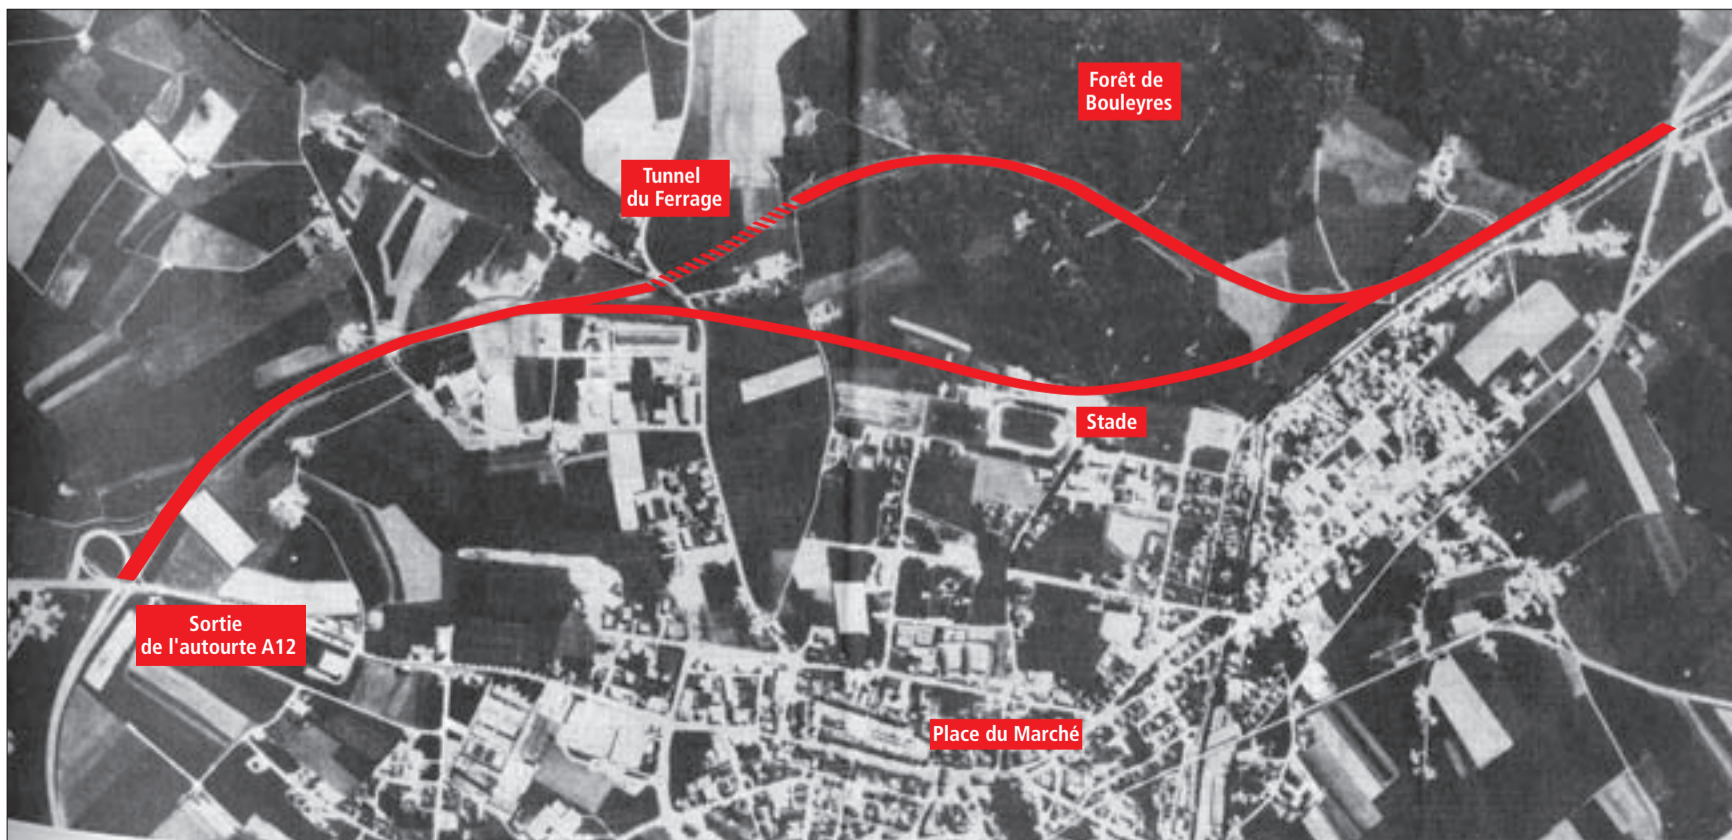 Forêt de
Bouleyres
Tunnel
du Ferrage
Stade
Sortie
de l'autourte A12
Place du Marché